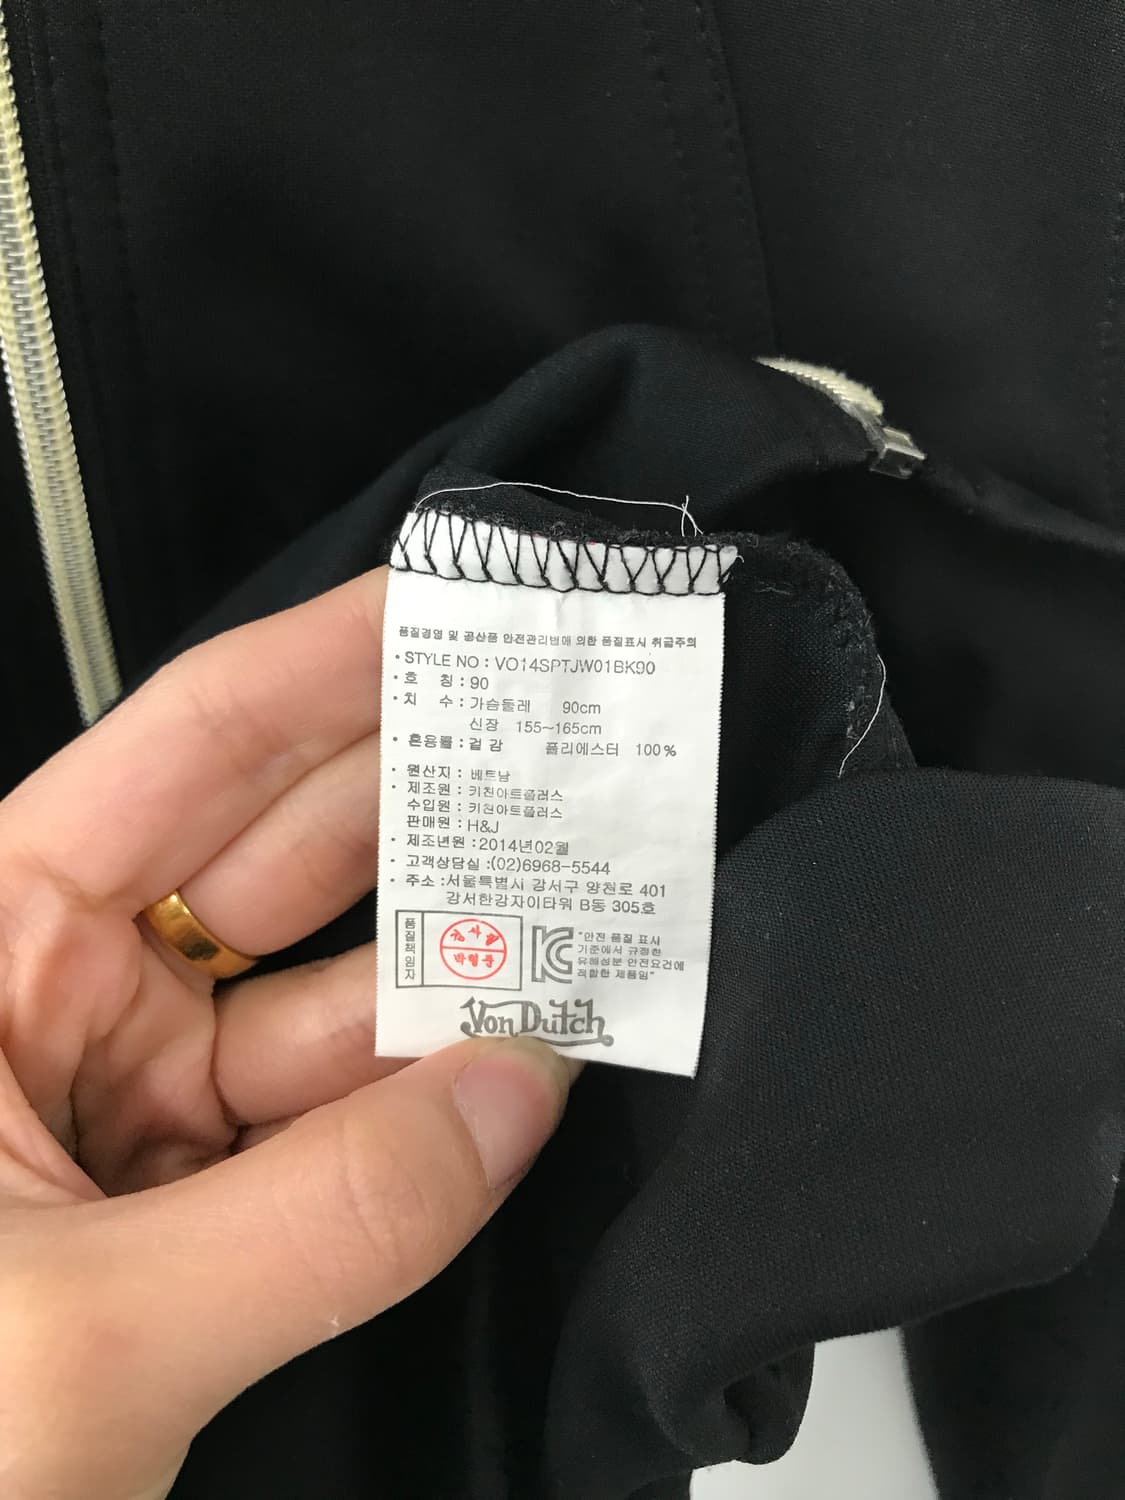 품질경영 및 공산품 안전관리법에 의한 품질표시 취급주의
· STYLE NO : VO14SPTJW01BK90
· 호 칭 : 90
· 치 수 : 가슴둘레 90cm
신장 155~165cm
· 혼용률 : 겉 감 폴리에스터 100%
· 원산지 : 베트남
· 제조원 : 키친아트플러스
수입원 : 키친아트플러스
판매원 : H&J
· 제조년월 : 2014년02월
· 고객상담실 :(02)6968-5544
· 주소 :서울특별시 강서구 양천로 401
강서한강자이타워 B동 305호
품질책임자
검사필
"안전 품질 표시
기준에서 규정한
유해성분 안전요건에
적합한 제품임"
Von Dutch